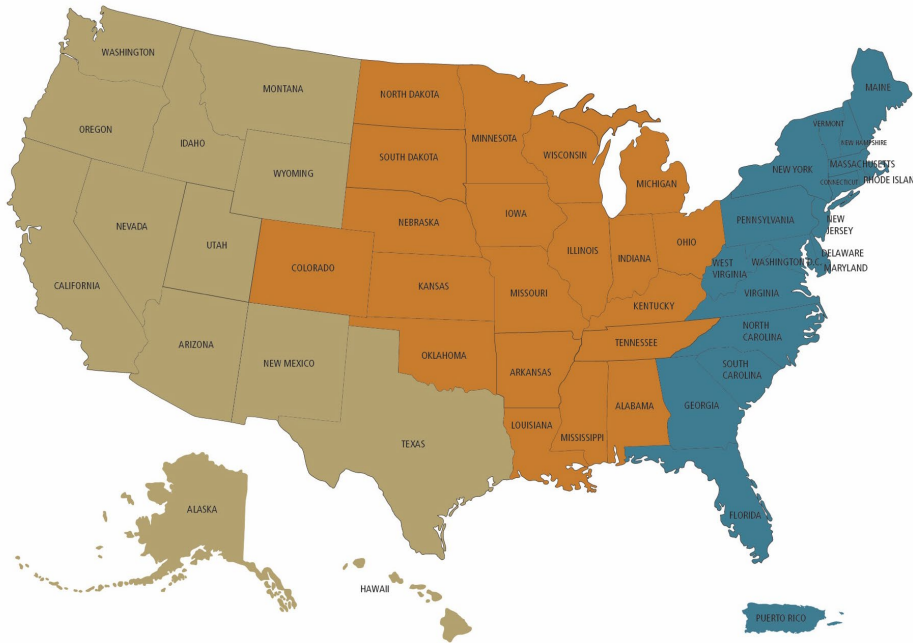 WASHINGTON
OREGON
CALIFORNIA
NEVADA
IDAHO
MONTANA
WYOMING
UTAH
ARIZONA
NEW MEXICO
COLORADO
NORTH DAKOTA
SOUTH DAKOTA
NEBRASKA
KANSAS
OKLAHOMA
TEXAS
MINNESOTA
IOWA
MISSOURI
ARKANSAS
LOUISIANA
WISCONSIN
ILLINOIS
MICHIGAN
INDIANA
OHIO
KENTUCKY
TENNESSEE
MISSISSIPPI
ALABAMA
MAINE
VERMONT
NEW HAMPSHIRE
MASSACHUSETTS
NEW YORK
CONNECTICUT
RHODE ISLAN
PENNSYLVANIA
NEW
JERSEY
DELAWARE
MARYLAND
WASHINGTON D.C.
WEST
VIRGINIA
VIRGINIA
NORTH
CAROLINA
SOUTH
CAROLINA
GEORGIA
FLORIDA
ALASKA
HAWAII
PUERTO RICO